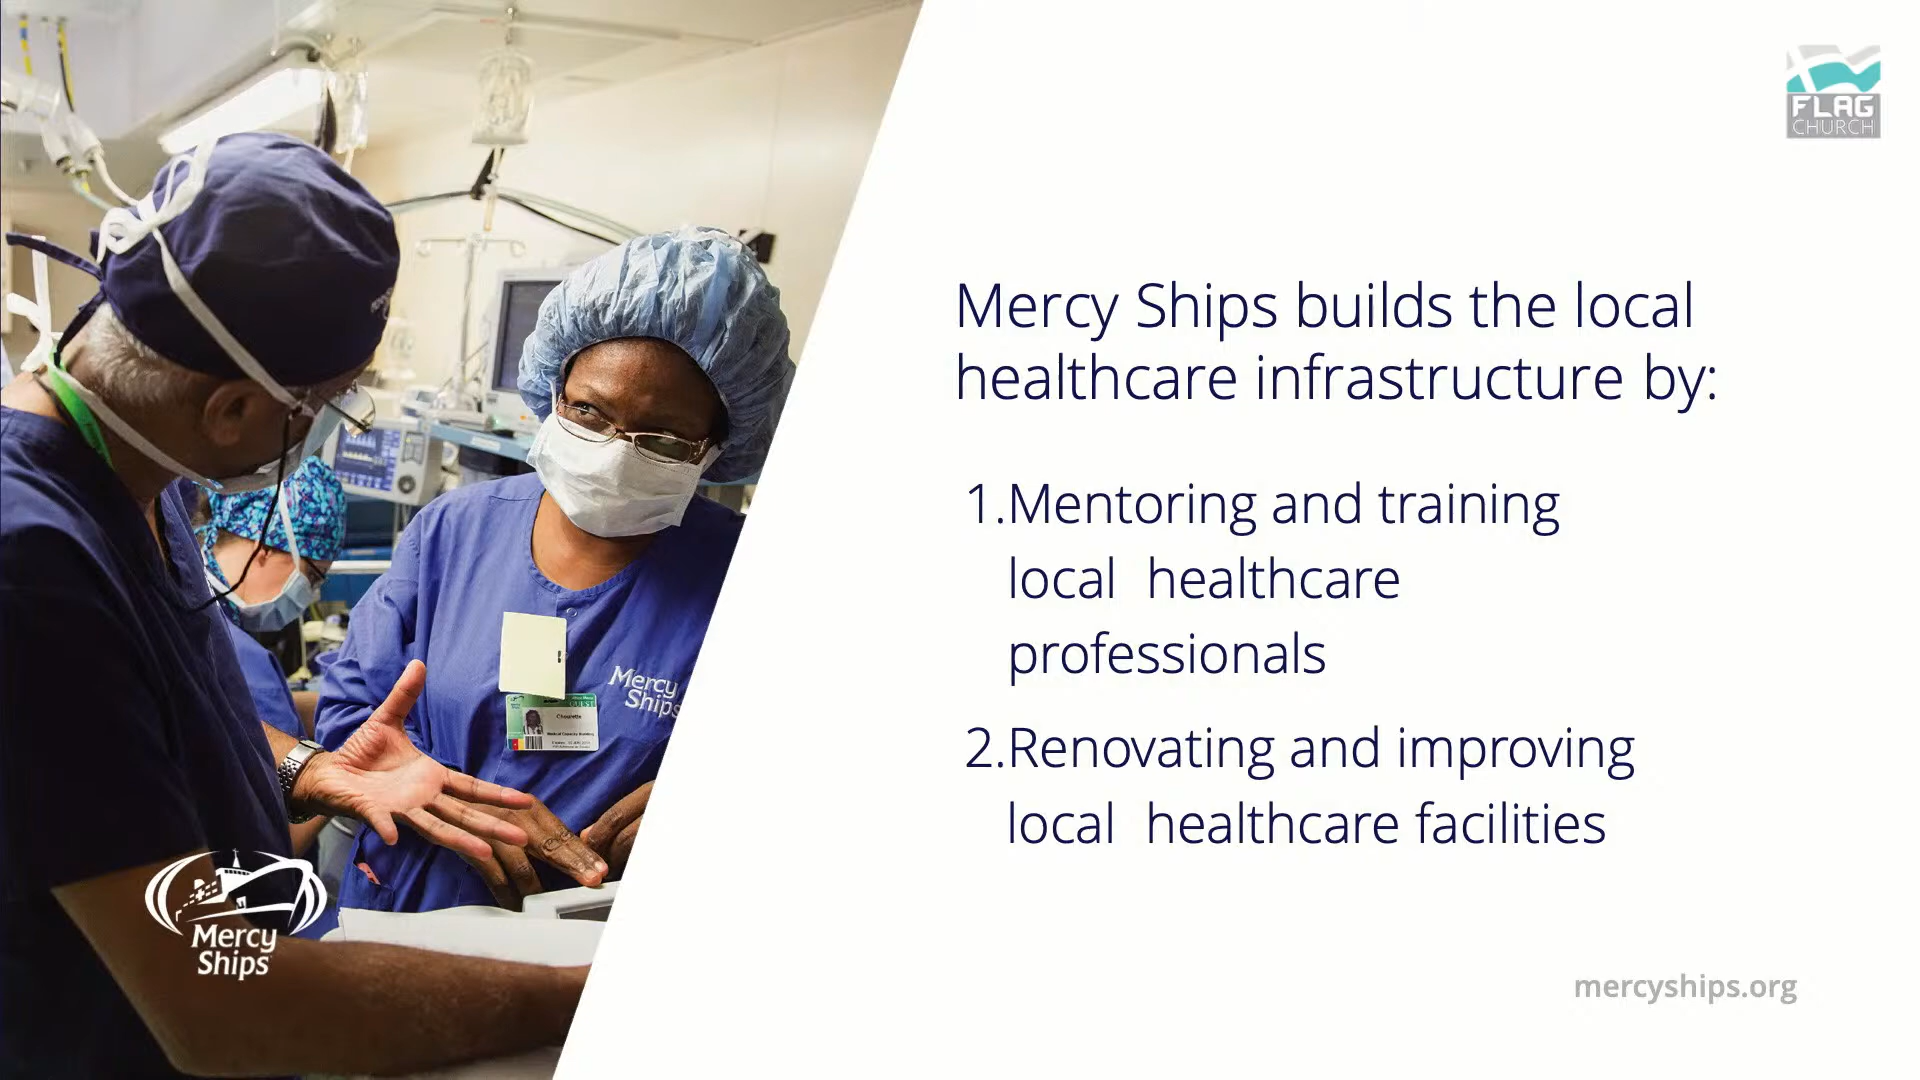 FLAG
CHURCH
Mercy Ships builds the local
healthcare infrastructure by:
1.Mentoring and training
local  healthcare
professionals
2.Renovating and improving
local  healthcare facilities
Mercy
Ships
Mercy
Ships
mercyships.org